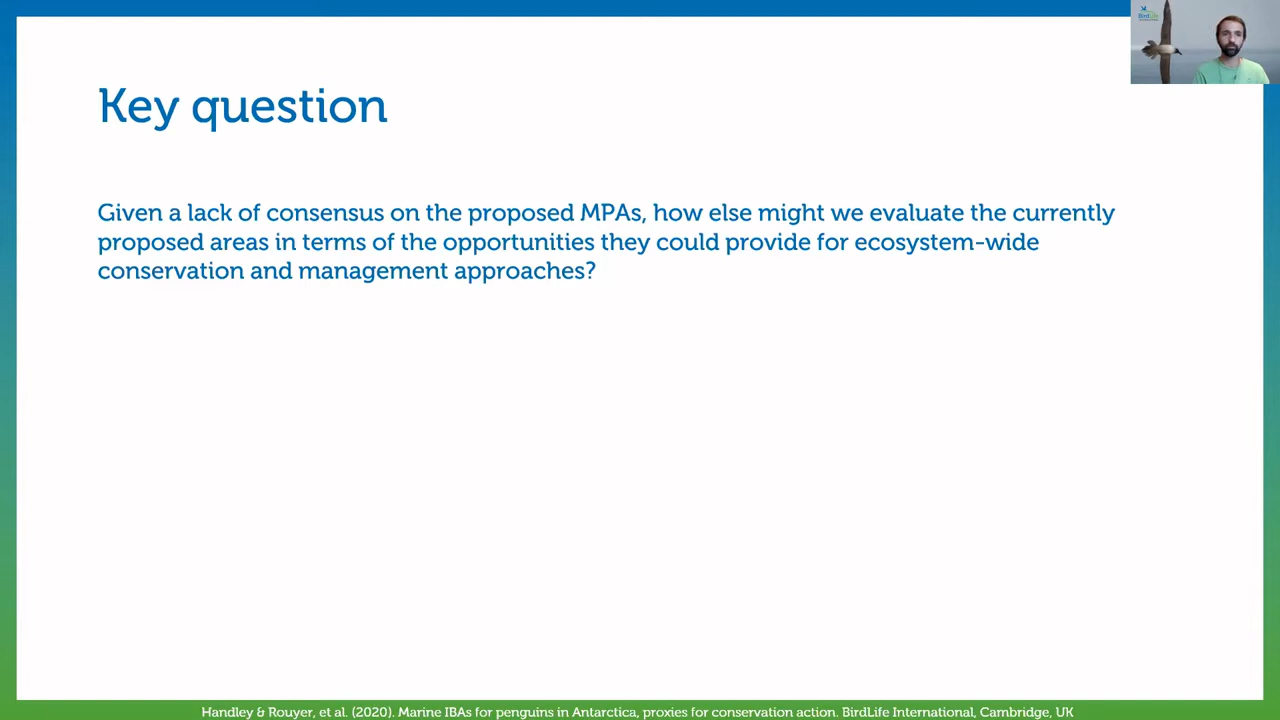 BirdLife
Key question
Given a lack of consensus on the proposed MPAs, how else might we evaluate the currently
proposed areas in terms of the opportunities they could provide for ecosystem-wide
conservation and management approaches?
Handley & Rouyer, et al. (2020). Marine IBAs for penguins in Antarctica, proxies for conservation action. BirdLife International, Cambridge, UK